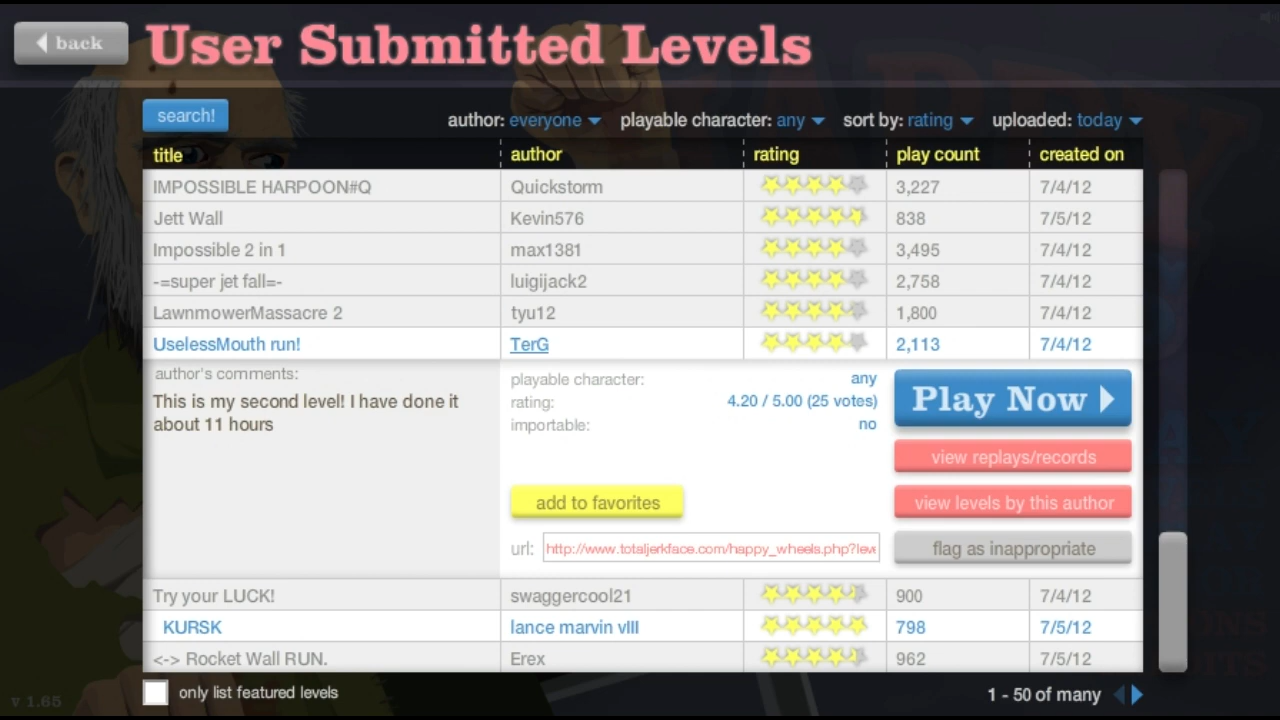 back
User Submitted Levels
search!
author: everyone playable character: any sort by: rating uploaded: today
title author rating play count created on
IMPOSSIBLE HARPOON#Q Quickstorm 3,227 7/4/12
Jett Wall Kevin576 838 7/5/12
Impossible 2 in 1 max1381 3,495 7/4/12
-=super jet fall=- luigijack2 2,758 7/4/12
LawnmowerMassacre 2 tyu12 1,800 7/4/12
UselessMouth run! TerG 2,113 7/4/12
author's comments:
This is my second level! I have done it
about 11 hours
playable character: any
rating: 4.20 / 5.00 (25 votes)
importable: no
add to favorites
url: http://www.totaljerkface.com/happy_wheels.php?leve
Play Now
view replays/records
view levels by this author
flag as inappropriate
Try your LUCK! swaggercool21 900 7/4/12
KURSK lance marvin vIII 798 7/5/12
<-> Rocket Wall RUN. Erex 962 7/5/12
only list featured levels
1 - 50 of many
v 1.65